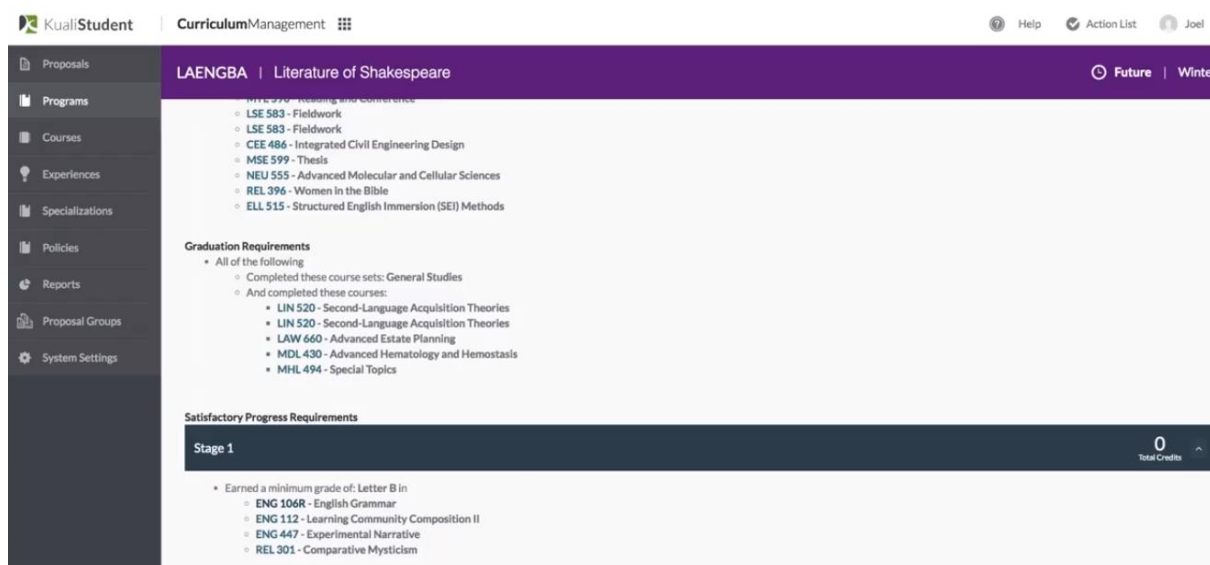 KualiStudent CurriculumManagement Help Action List Joel
Proposals
Programs
Courses
Experiences
Specializations
Policies
Reports
Proposal Groups
System Settings
LAENGBA | Literature of Shakespeare Future | Winte
LSE 583 - Fieldwork
LSE 583 - Fieldwork
CEE 486 - Integrated Civil Engineering Design
MSE 599 - Thesis
NEU 555 - Advanced Molecular and Cellular Sciences
REL 396 - Women in the Bible
ELL 515 - Structured English Immersion (SEI) Methods
Graduation Requirements
All of the following
Completed these course sets: General Studies
And completed these courses:
LIN 520 - Second-Language Acquisition Theories
LIN 520 - Second-Language Acquisition Theories
LAW 660 - Advanced Estate Planning
MDL 430 - Advanced Hematology and Hemostasis
MHL 494 - Special Topics
Satisfactory Progress Requirements
Stage 1 0
Total Credits
Earned a minimum grade of: Letter B in
ENG 106R - English Grammar
ENG 112 - Learning Community Composition II
ENG 447 - Experimental Narrative
REL 301 - Comparative Mysticism